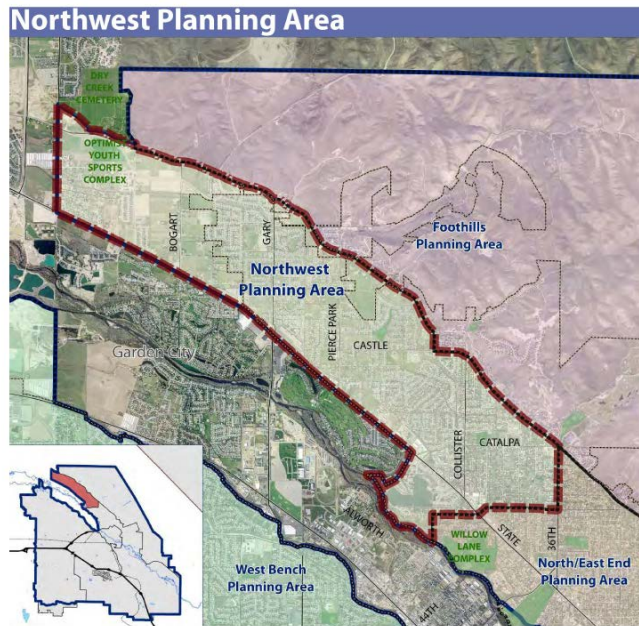 Northwest Planning Area
DRY
CREEK
CEMETERY
OPTIMIST
YOUTH
SPORTS
COMPLEX
BOGART
GARY
Foothills
Planning Area
Northwest
Planning Area
PIERCE PARK
CASTLE
Garden City
COLLISTER
CATALPA
ALWORTH
STATE
36TH
WILLOW
LANE
COMPLEX
North/East End
Planning Area
West Bench
Planning Area
44TH